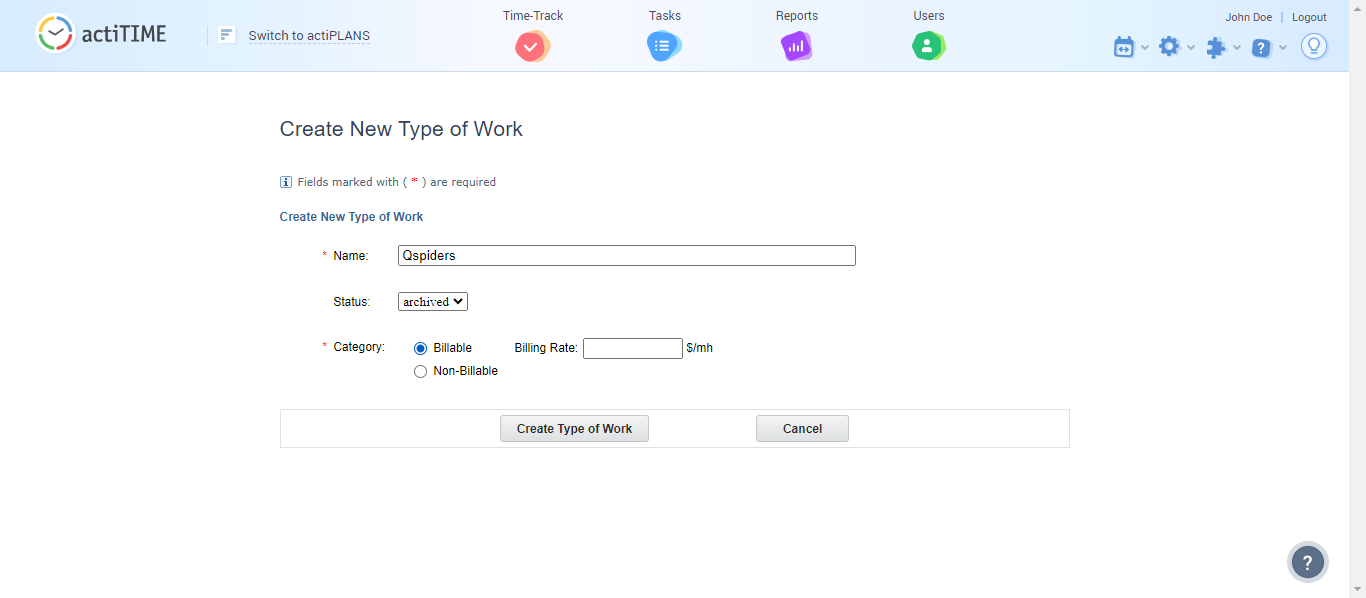 actiTIME
Switch to actiPLANS
Time-Track
Tasks
Reports
Users
John Doe | Logout
Create New Type of Work
Fields marked with ( * ) are required
Create New Type of Work
* Name: Qspiders
Status: archived
* Category: Billable Billing Rate: $/mh
Non-Billable
Create Type of Work Cancel
?